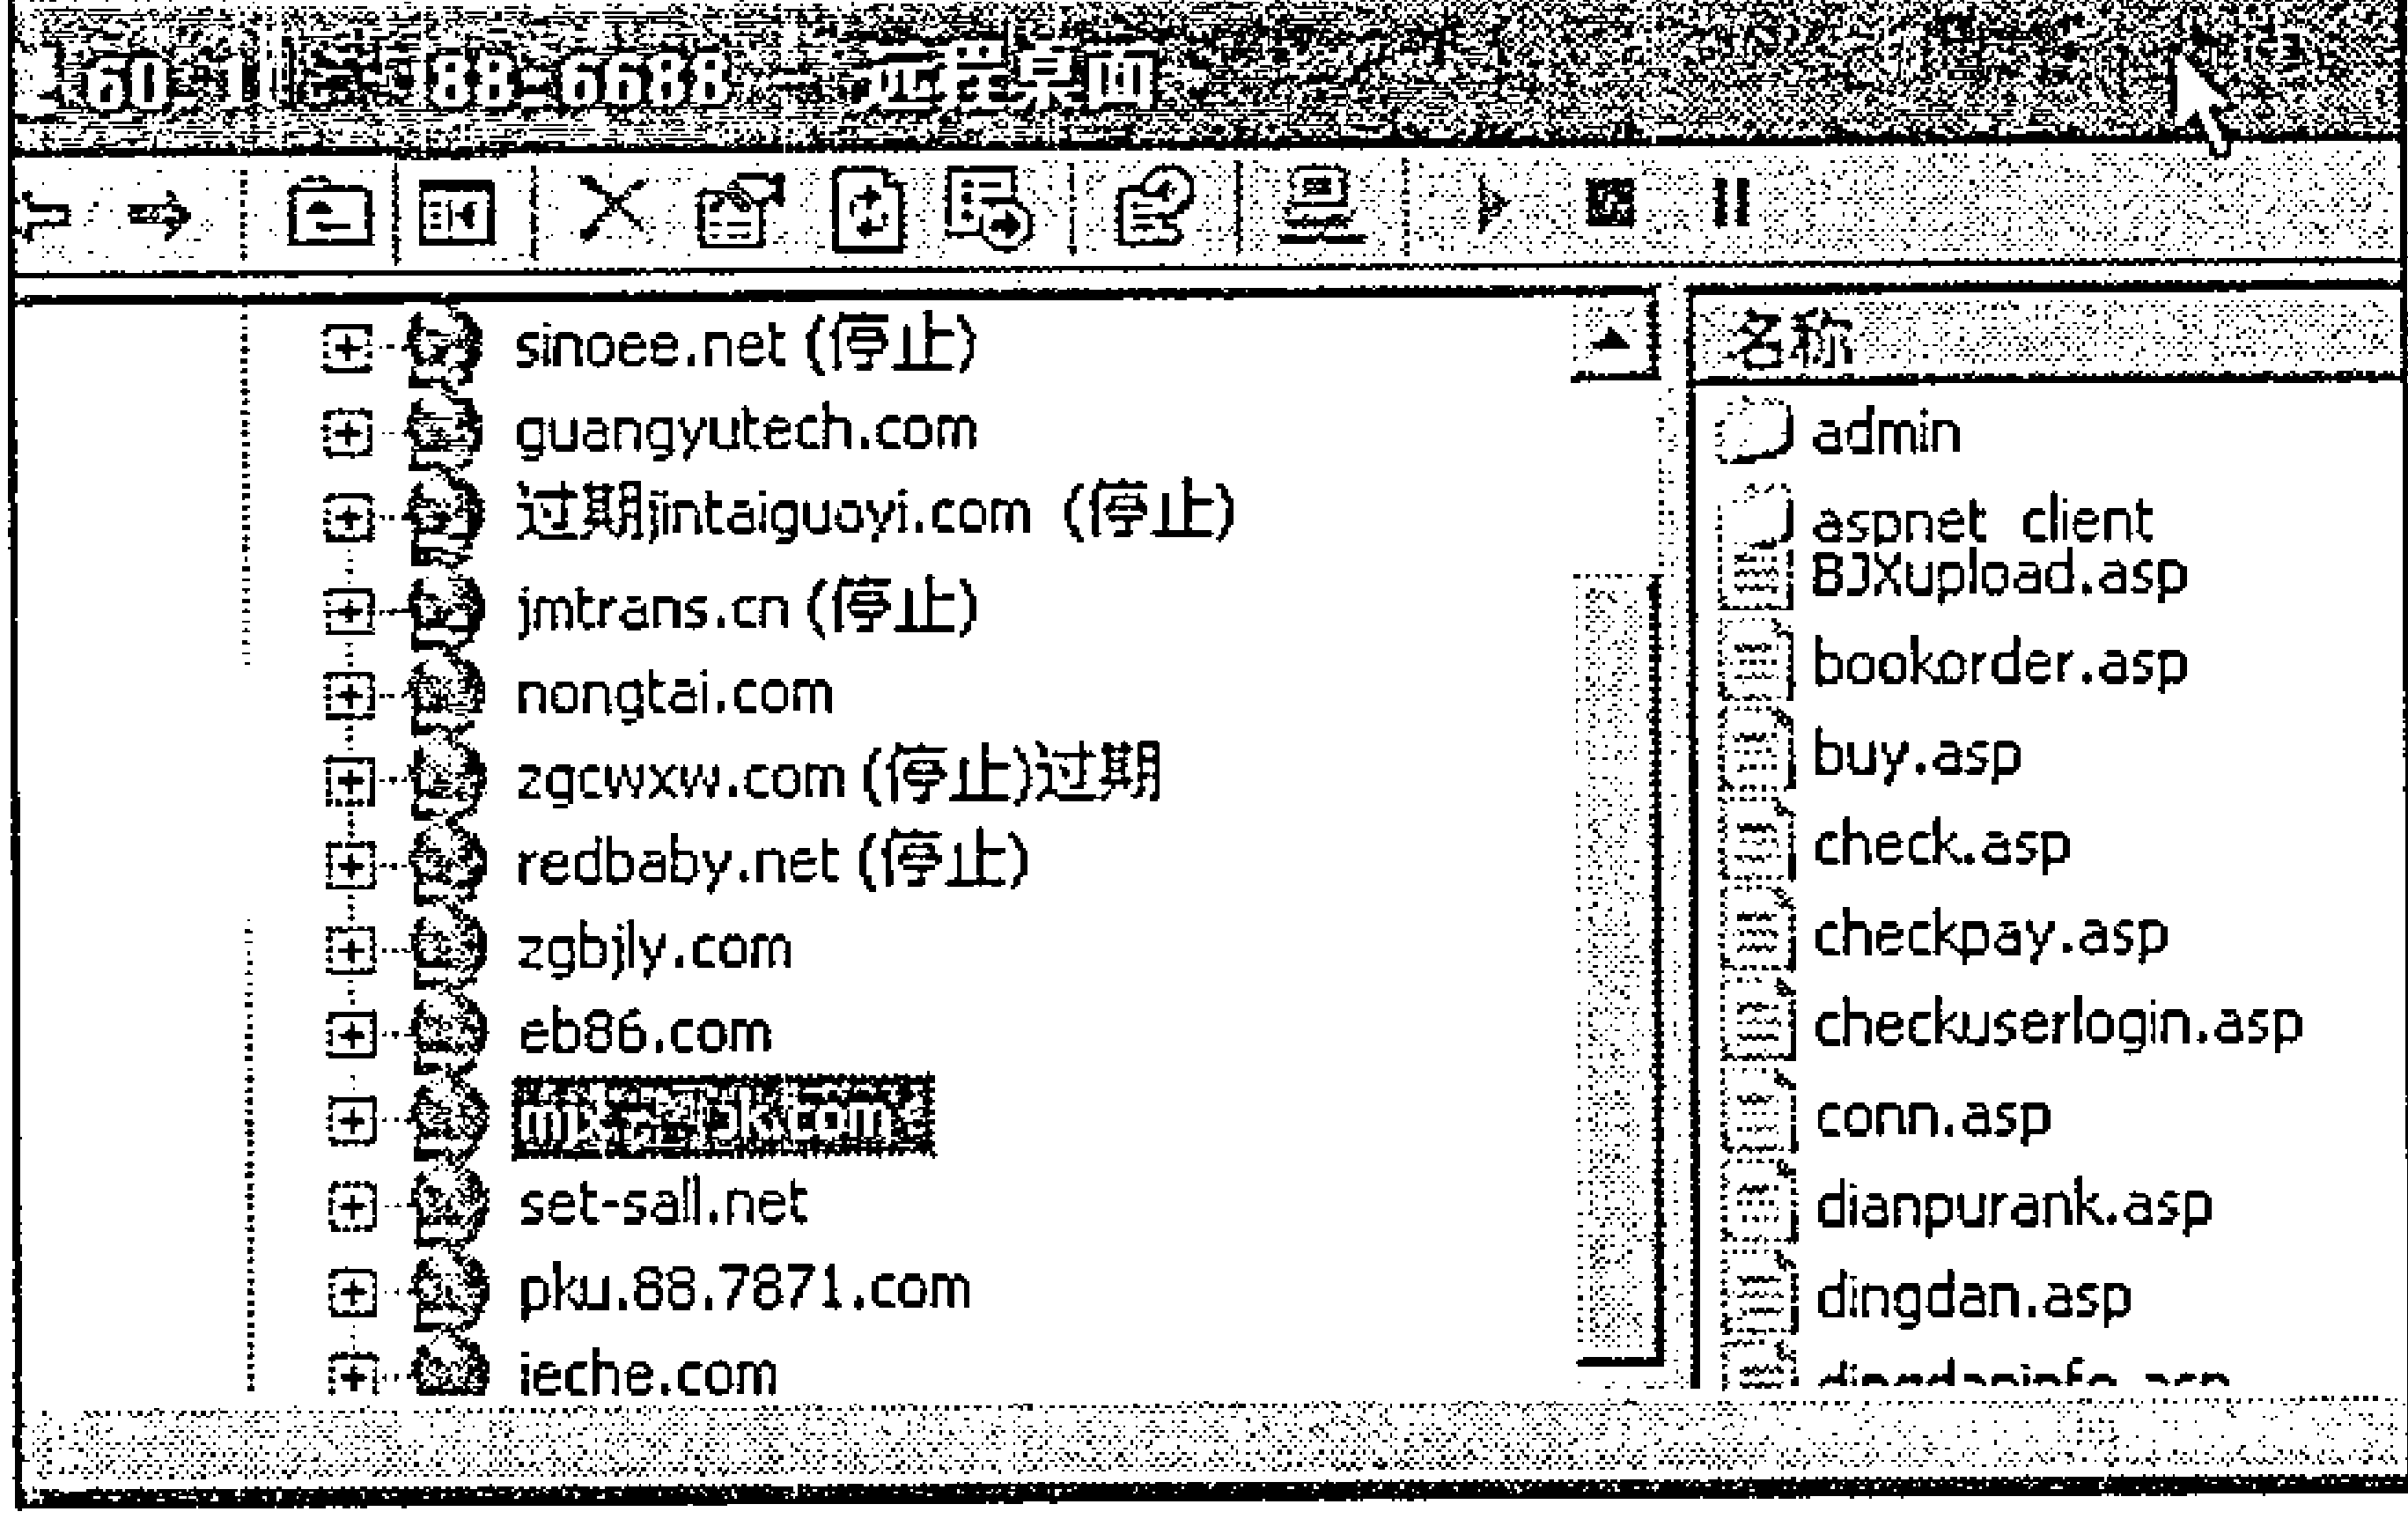 远程桌面
sinoee.net (停止)
guangyutech.com
过期jintaiguoyi.com (停止)
jmtrans.cn (停止)
nongtai.com
zgcwxw.com (停止)过期
redbaby.net (停止)
zgbjly.com
eb86.com
set-sall.net
pku.88.7871.com
ieche.com
名称
admin
aspnet_client
BJXupload.asp
bookorder.asp
buy.asp
check.asp
checkpay.asp
checkuserlogin.asp
conn.asp
dianpurank.asp
dingdan.asp